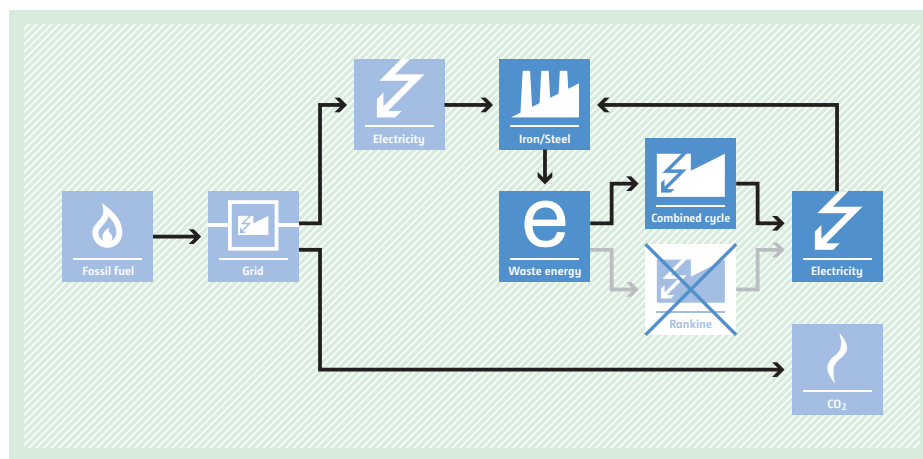 Electricity
Iron/Steel
Fossil fuel
Grid
e
Waste energy
Combined cycle
Electricity
Rankine
CO₂